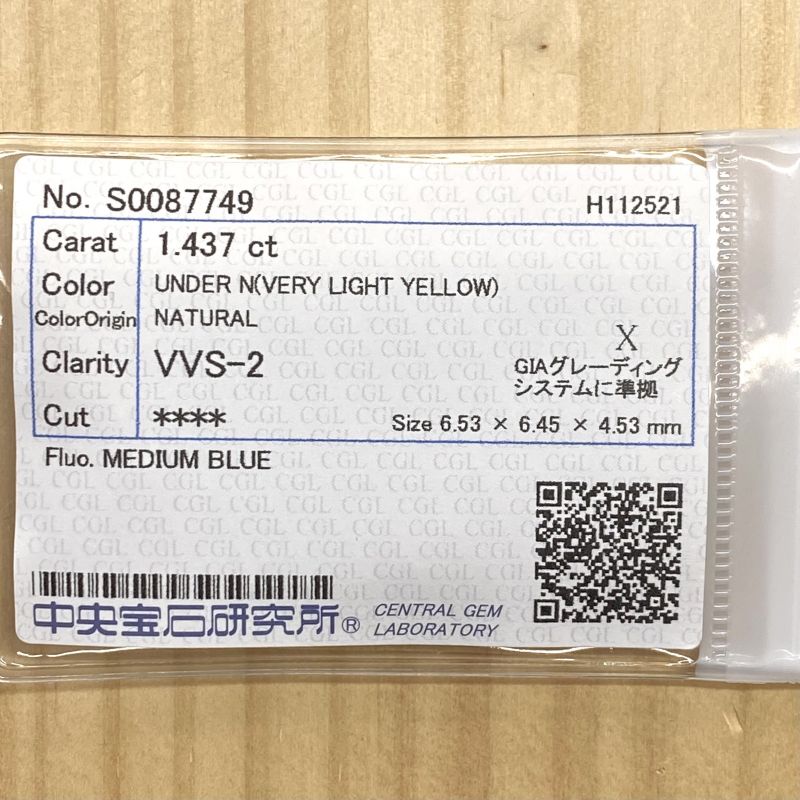 No. S0087749 H112521
Carat 1.437 ct
Color UNDER N(VERY LIGHT YELLOW)
ColorOrigin NATURAL
X
Clarity VVS-2 GIAグレーディング
システムに準拠
Cut **** Size 6.53 × 6.45 × 4.53 mm
Fluo. MEDIUM BLUE
中央宝石研究所® CENTRAL GEM
LABORATORY